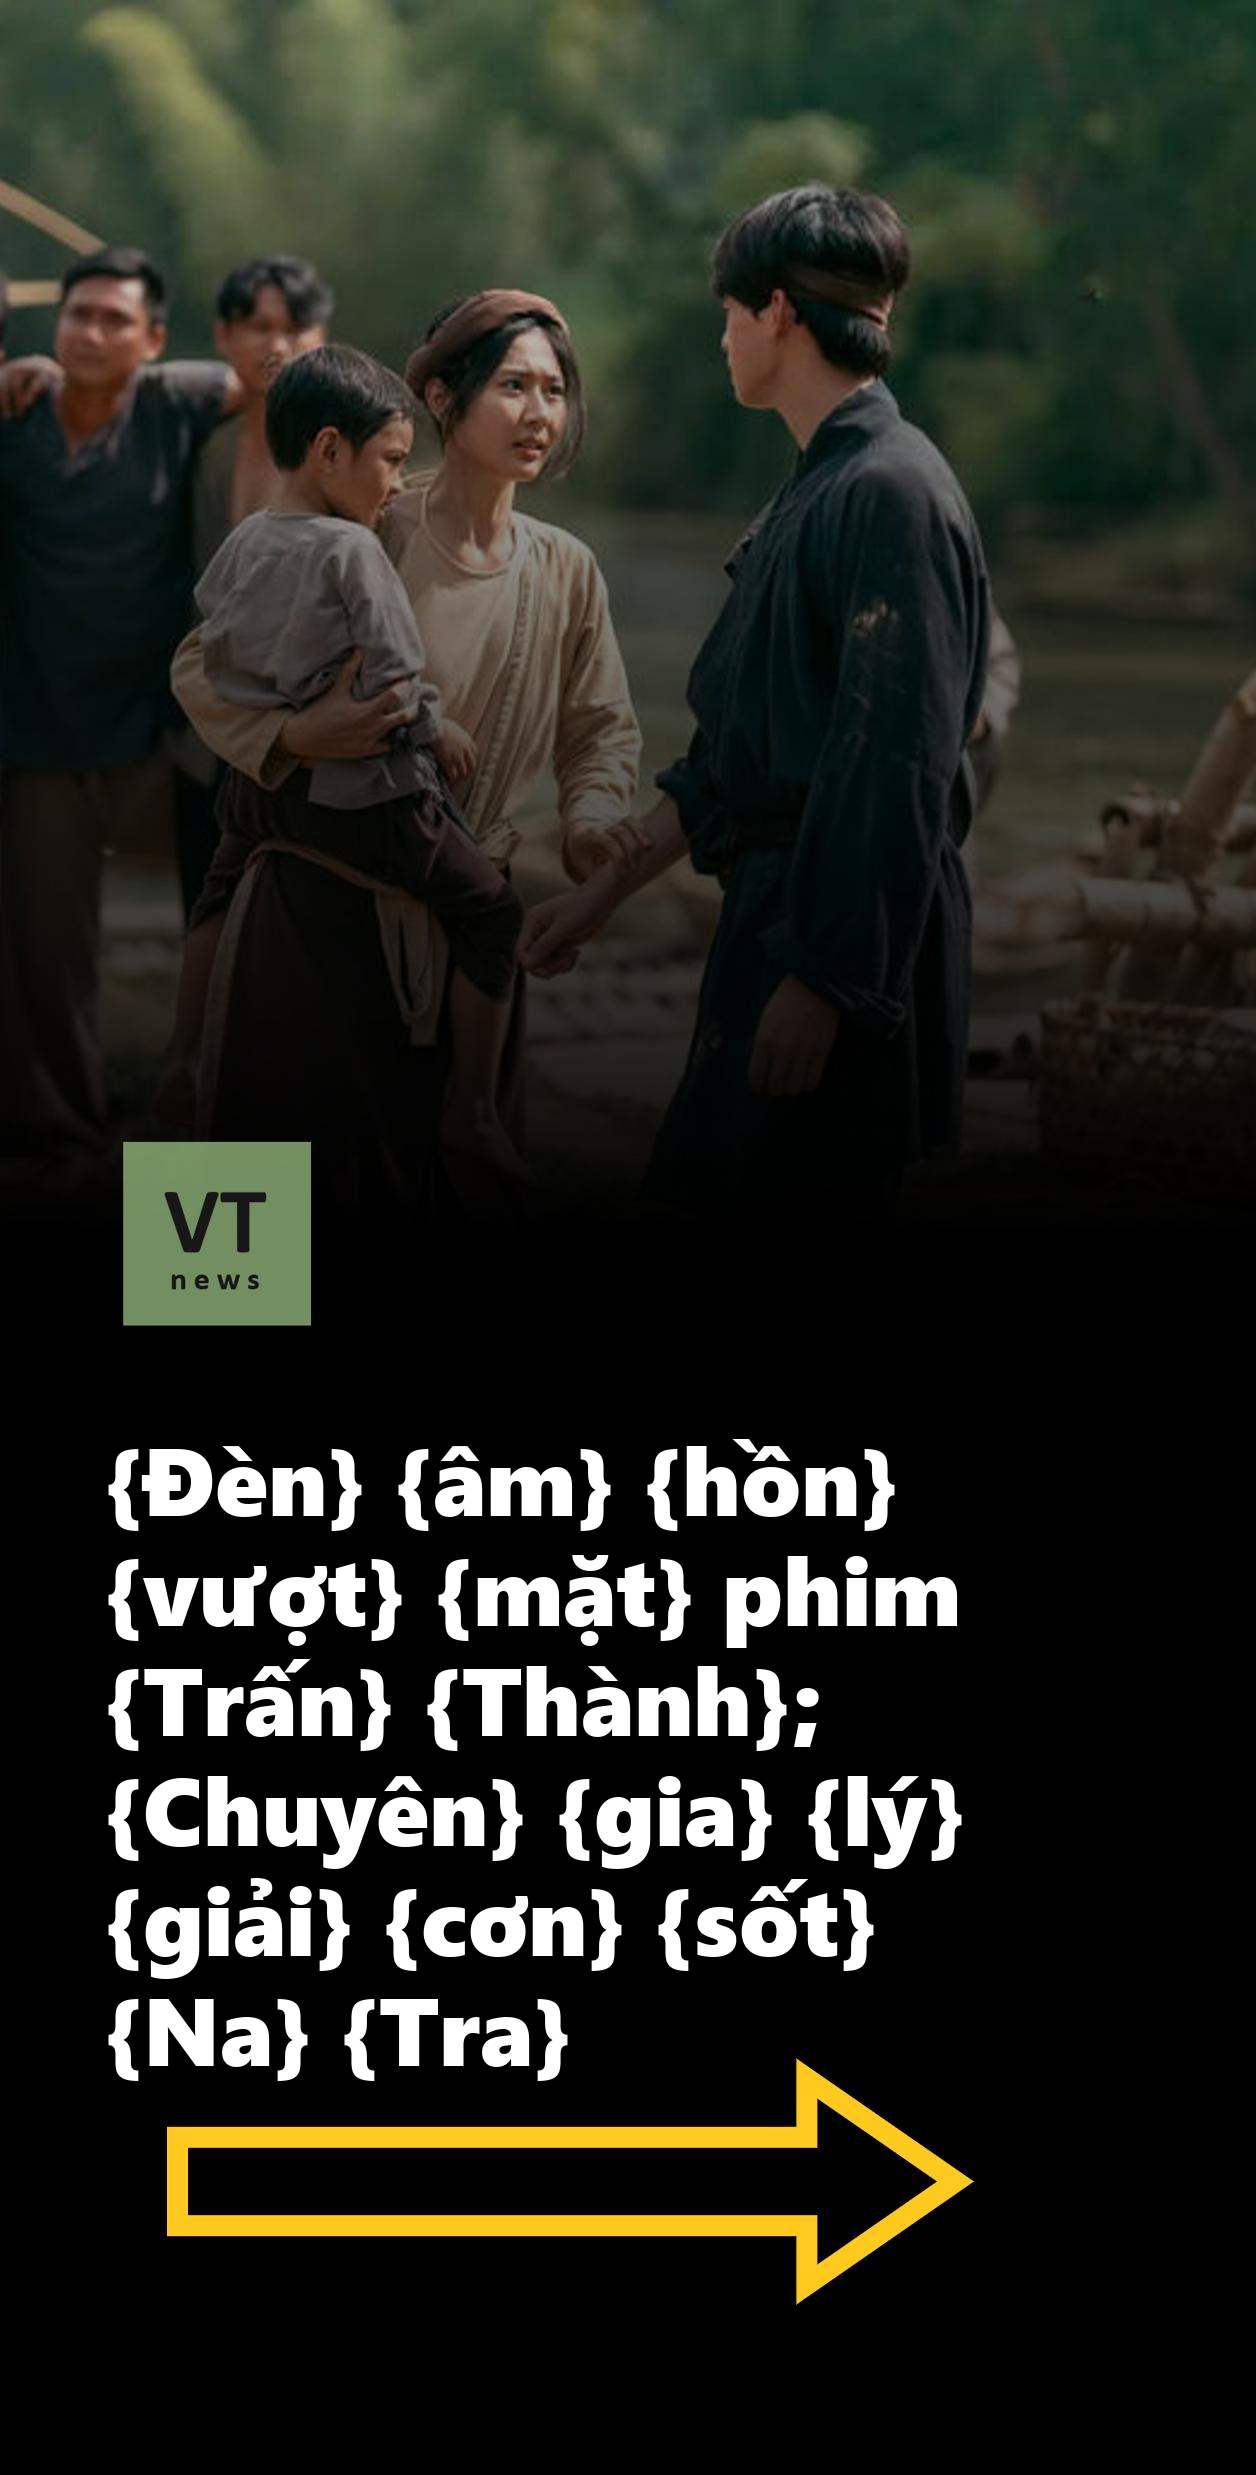 VT
news
{Đèn} {âm} {hồn}
{vượt} {mặt} phim
{Trấn} {Thành};
{Chuyên} {gia} {lý}
{giải} {cơn} {sốt}
{Na} {Tra}